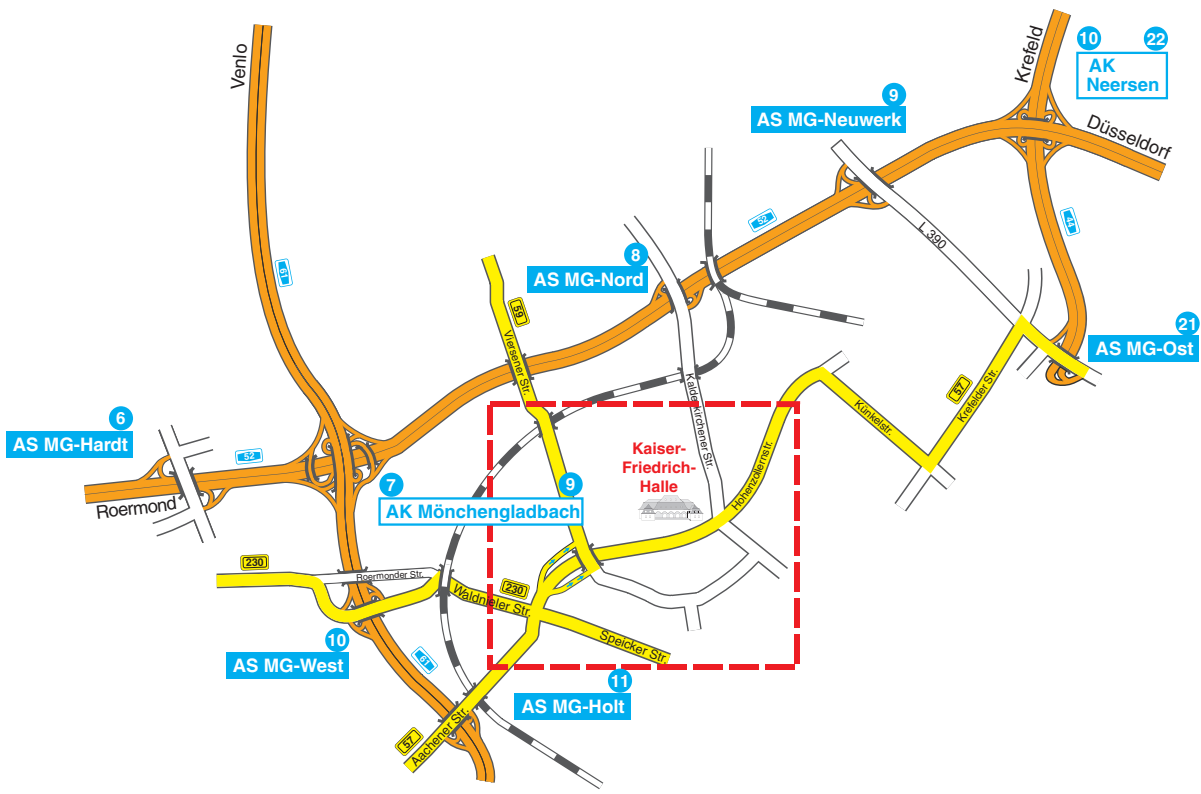 Venlo
Krefeld
10
22
AK
Neersen
Düsseldorf
9
AS MG-Neuwerk
52
44
L 390
8
AS MG-Nord
61
59
Viersener Str.
21
AS MG-Ost
57
Krefelder Str.
Künkelstr.
Kaldenkirchener Str.
Hohenzollernstr.
6
AS MG-Hardt
52
Roermond
7
9
AK Mönchengladbach
Kaiser-
Friedrich-
Halle
230
Roermonder Str.
230
Waldnieler Str.
Speicker Str.
10
AS MG-West
61
11
AS MG-Holt
57
Aachener Str.